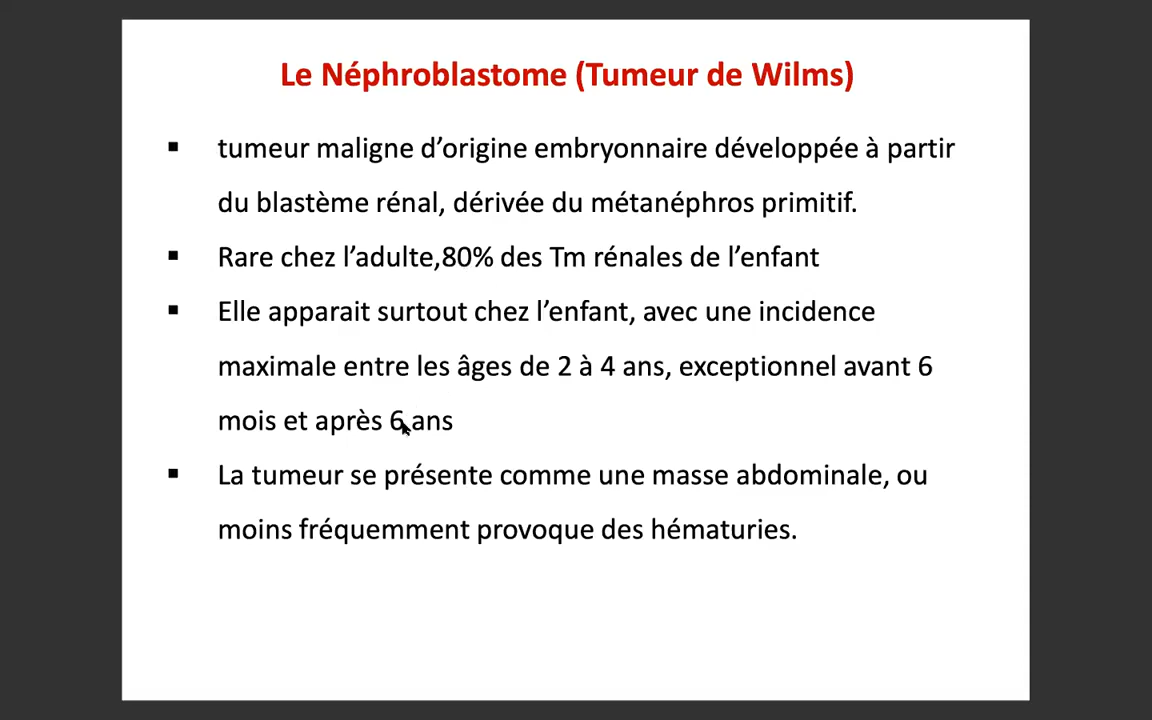 Le Néphroblastome (Tumeur de Wilms)
▪ tumeur maligne d’origine embryonnaire développée à partir
du blastème rénal, dérivée du métanéphros primitif.
▪ Rare chez l’adulte,80% des Tm rénales de l’enfant
▪ Elle apparait surtout chez l’enfant, avec une incidence
maximale entre les âges de 2 à 4 ans, exceptionnel avant 6
mois et après 6 ans
▪ La tumeur se présente comme une masse abdominale, ou
moins fréquemment provoque des hématuries.